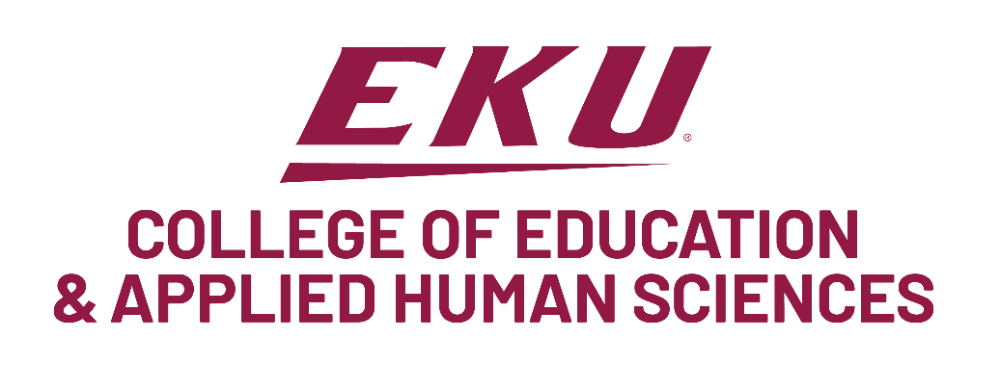 EKU®
COLLEGE OF EDUCATION
& APPLIED HUMAN SCIENCES